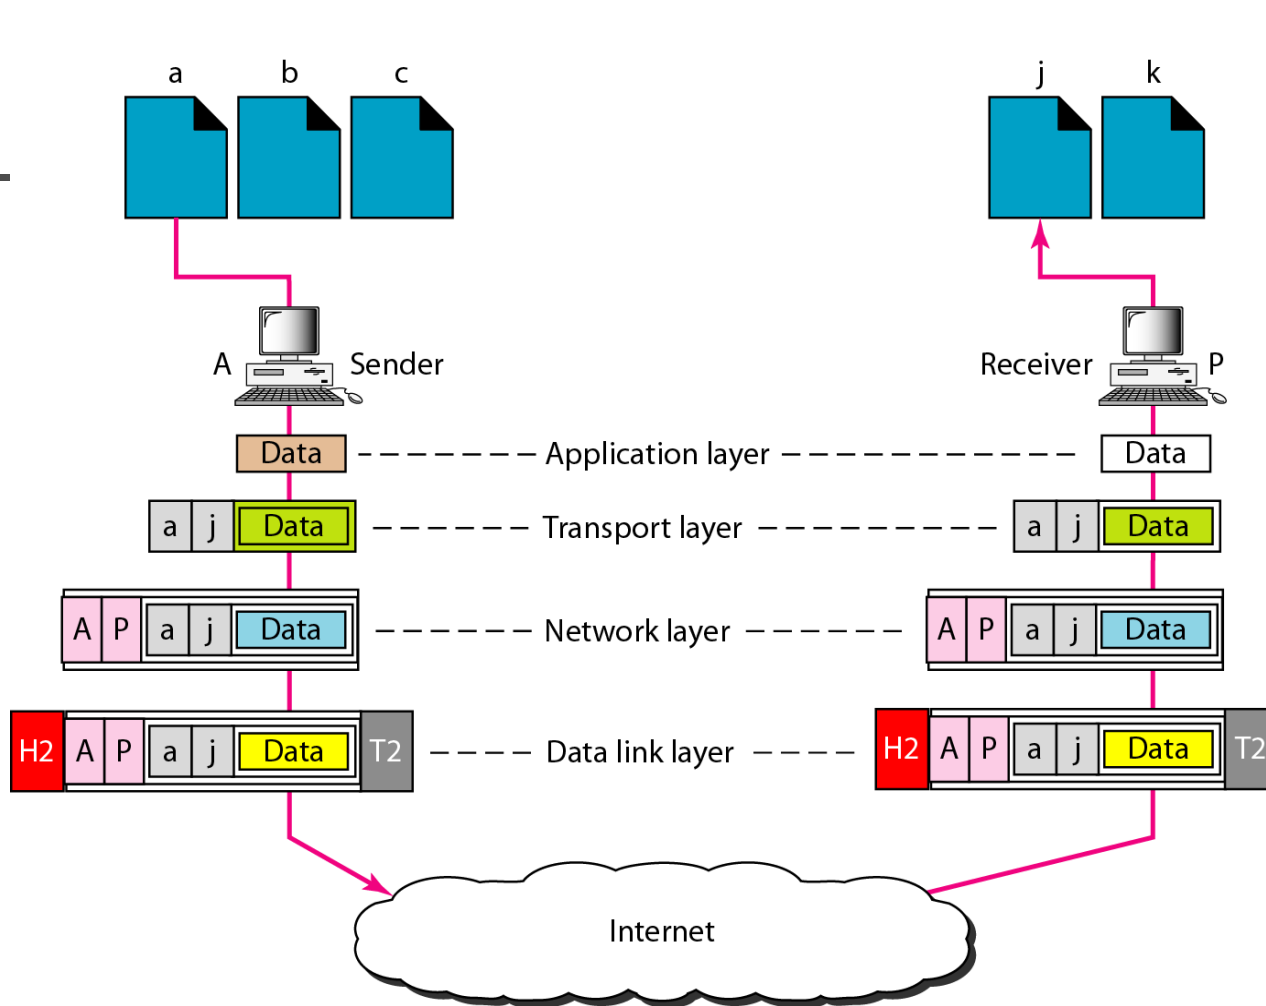 a b c j k
A Sender Receiver P
Data Application layer Data
a j Data Transport layer a j Data
A P a j Data Network layer A P a j Data
H2 A P a j Data T2 Data link layer H2 A P a j Data T2
Internet